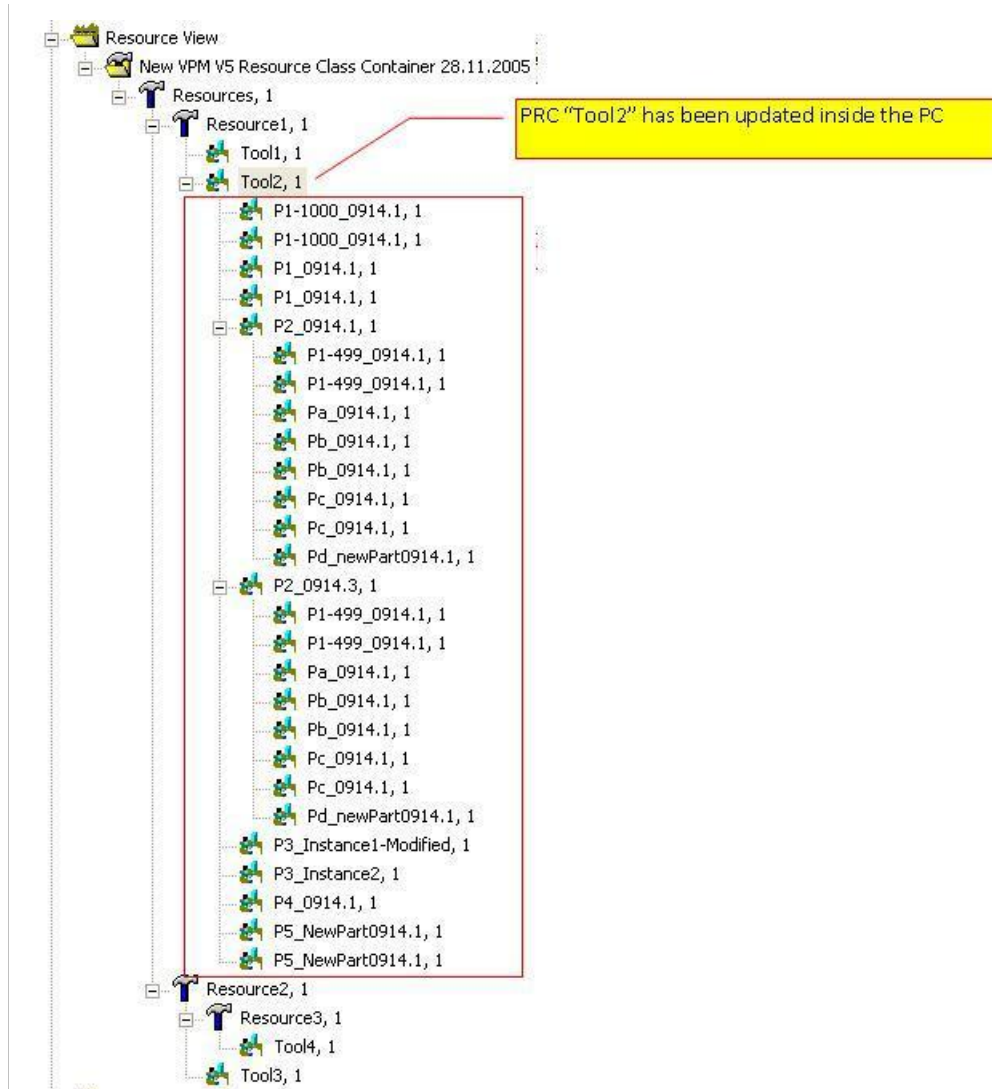 Resource View
New VPM V5 Resource Class Container 28.11.2005
Resources, 1
Resource1, 1
PRC “Tool2” has been updated inside the PC
Tool1, 1
Tool2, 1
P1-1000_0914.1, 1
P1-1000_0914.1, 1
P1_0914.1, 1
P1_0914.1, 1
P2_0914.1, 1
P1-499_0914.1, 1
P1-499_0914.1, 1
Pa_0914.1, 1
Pb_0914.1, 1
Pb_0914.1, 1
Pc_0914.1, 1
Pc_0914.1, 1
Pd_newPart0914.1, 1
P2_0914.3, 1
P1-499_0914.1, 1
P1-499_0914.1, 1
Pa_0914.1, 1
Pb_0914.1, 1
Pb_0914.1, 1
Pc_0914.1, 1
Pc_0914.1, 1
Pd_newPart0914.1, 1
P3_Instance1-Modified, 1
P3_Instance2, 1
P4_0914.1, 1
P5_NewPart0914.1, 1
P5_NewPart0914.1, 1
Resource2, 1
Resource3, 1
Tool4, 1
Tool3, 1